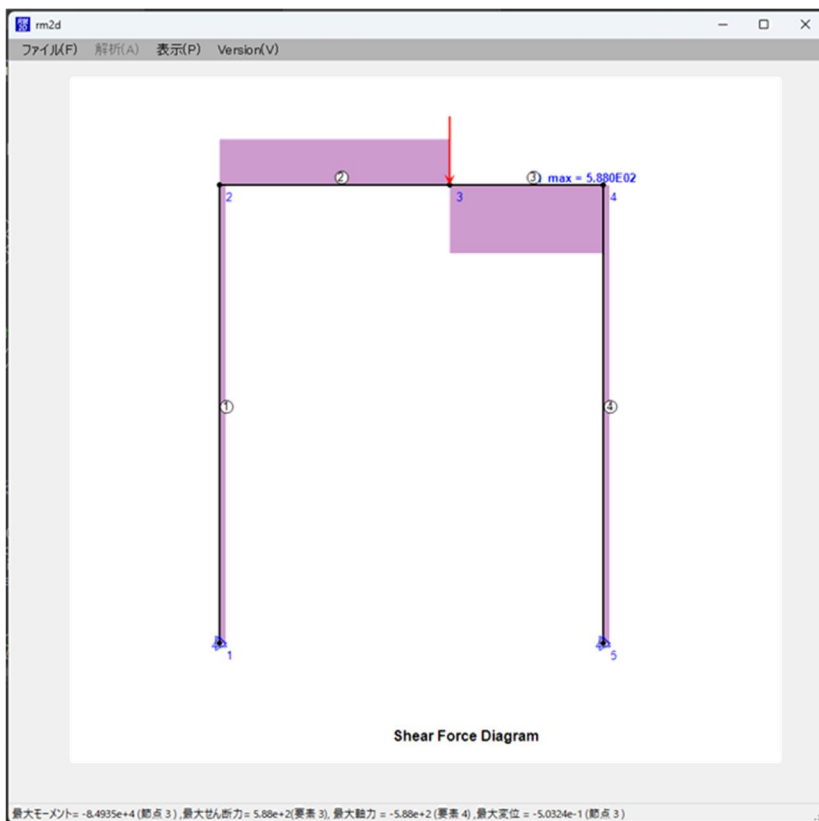 rm2d
ファイル(F) 解析(A) 表示(P) Version(V)
②
③ max = 5.880E02
2
3
4
①
④
1
5
Shear Force Diagram
最大モーメント= -8.4935e+4 (節点 3 ) ,最大せん断力= 5.88e+2(要素 3), 最大軸力 = -5.88e+2 (要素 4) ,最大変位 = -5.0324e-1 (節点 3 )